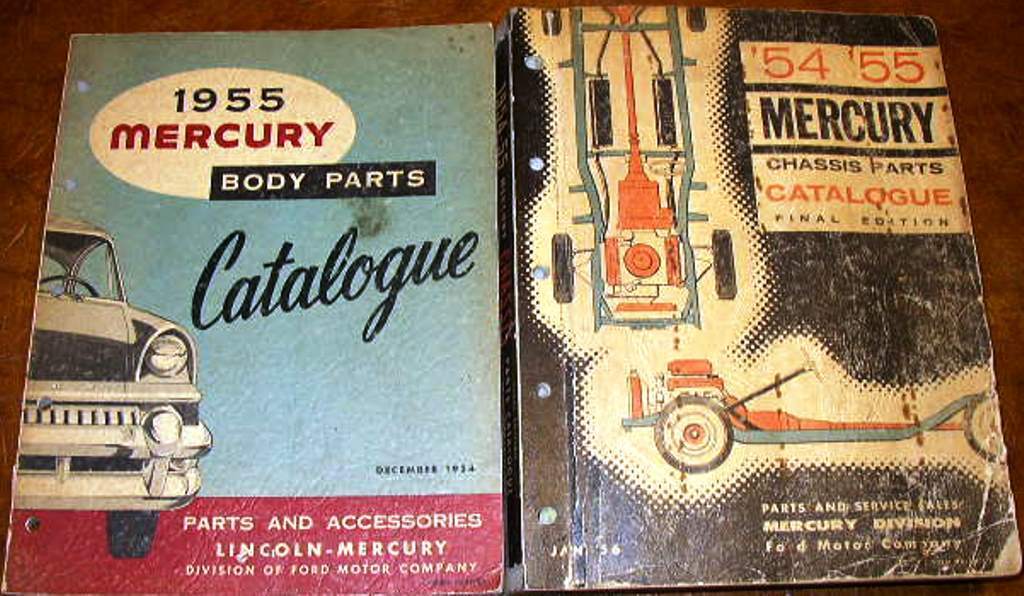 1955
MERCURY
BODY PARTS
Catalogue
DECEMBER 1954
PARTS AND ACCESSORIES
LINCOLN-MERCURY
DIVISION OF FORD MOTOR COMPANY
'54 '55
MERCURY
CHASSIS PARTS
CATALOGUE
FINAL EDITION
PARTS AND SERVICE SALES
MERCURY DIVISION
Fo d Motor Company
JAN 56